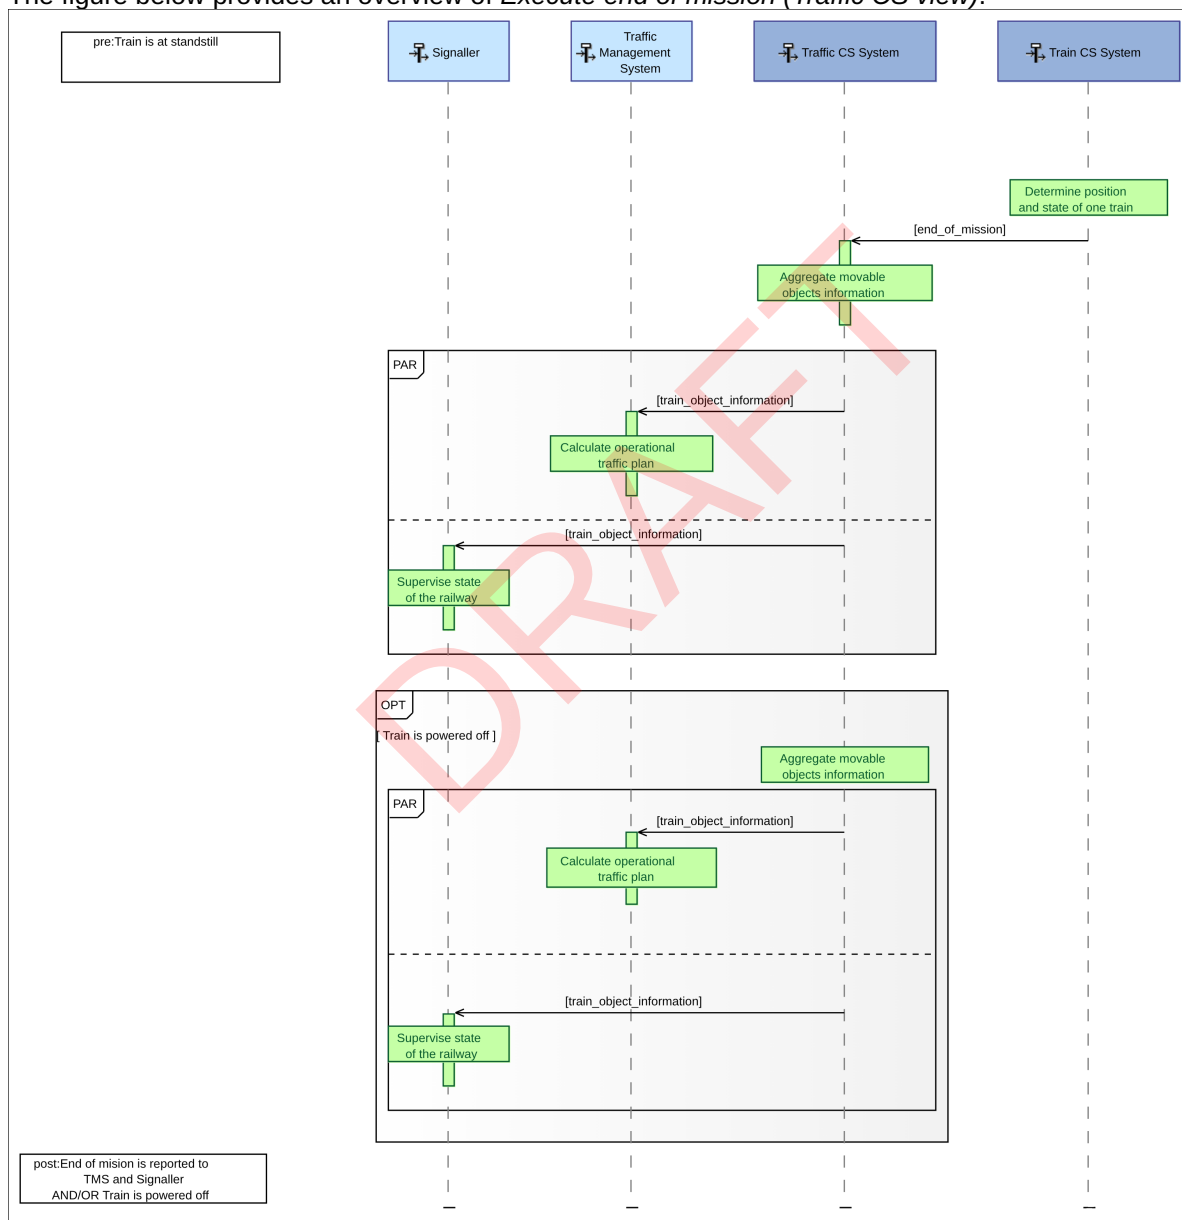 The figure below provides an overview of Execute end of mission (Traffic CS view).
pre:Train is at standstill
Signaller
Traffic
Management
System
Traffic CS System
Train CS System
Determine position
and state of one train
[end_of_mission]
Aggregate movable
objects information
PAR
[train_object_information]
Calculate operational
traffic plan
[train_object_information]
Supervise state
of the railway
OPT
[ Train is powered off ]
Aggregate movable
objects information
PAR
[train_object_information]
Calculate operational
traffic plan
[train_object_information]
Supervise state
of the railway
post:End of mision is reported to
TMS and Signaller
AND/OR Train is powered off
DRAFT